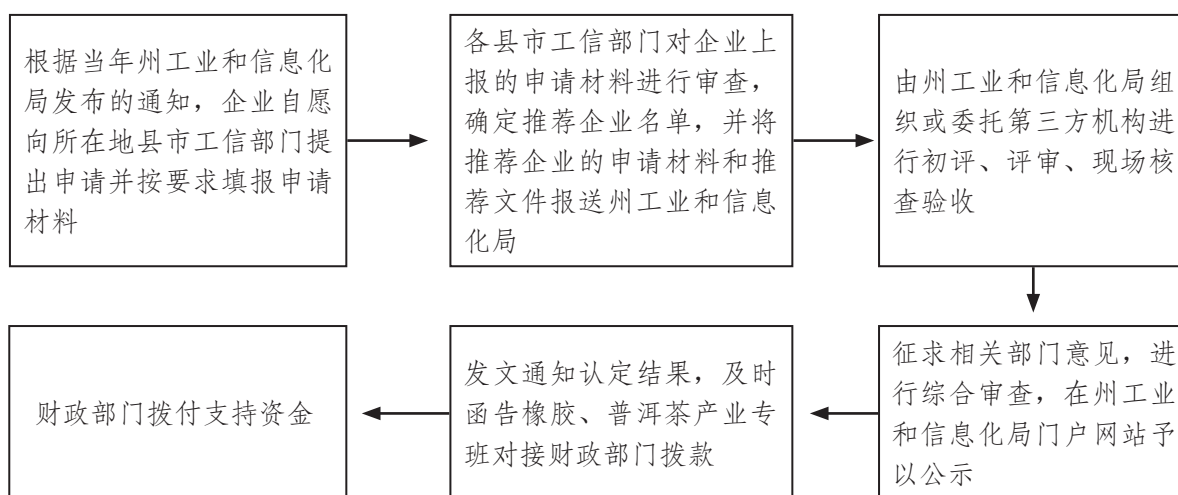 根据当年州工业和信息化
局发布的通知，企业自愿
向所在地县市工信部门提
出申请并按要求填报申请
材料
各县市工信部门对企业上
报的申请材料进行审查，
确定推荐企业名单，并将
推荐企业的申请材料和推
荐文件报送州工业和信息
化局
由州工业和信息化局组
织或委托第三方机构进
行初评、评审、现场核
查验收
征求相关部门意见，进
行综合审查，在州工业
和信息化局门户网站予
以公示
发文通知认定结果，及时
函告橡胶、普洱茶产业专
班对接财政部门拨款
财政部门拨付支持资金